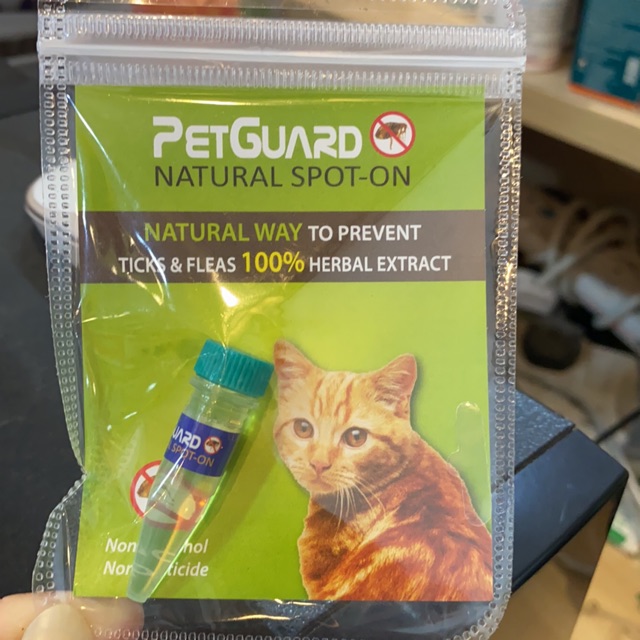 PETGUARD
NATURAL SPOT-ON
NATURAL WAY TO PREVENT
TICKS & FLEAS 100% HERBAL EXTRACT
UARD
SPOT-ON